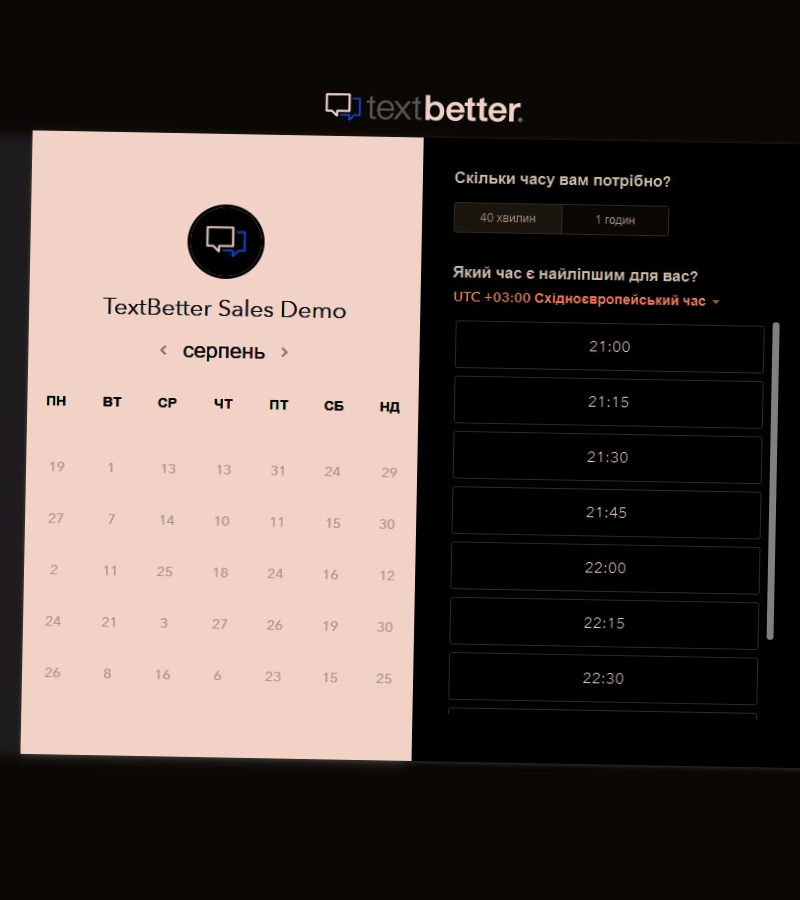 textbetter.
TextBetter Sales Demo
серпень
ПН ВТ СР ЧТ ПТ СБ НД
19 1 13 13 31 24 29
27 7 14 10 11 15 30
2 11 25 18 24 16 12
24 21 3 27 26 19 30
26 8 16 6 23 15 25
Скільки часу вам потрібно?
40 хвилин 1 годин
Який час є найліпшим для вас?
UTC +03:00 Східноєвропейський час
21:00
21:15
21:30
21:45
22:00
22:15
22:30